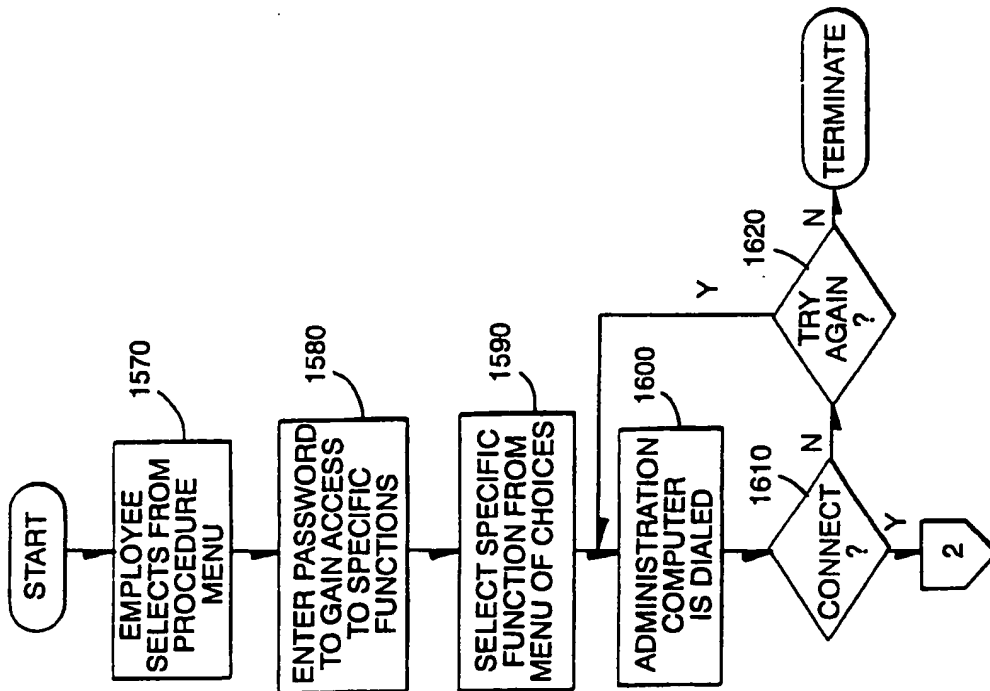 START
EMPLOYEE
SELECTS FROM
PROCEDURE
MENU
1570
ENTER PASSWORD
TO GAIN ACCESS
TO SPECIFIC
FUNCTIONS
1580
SELECT SPECIFIC
FUNCTION FROM
MENU OF CHOICES
1590
ADMINISTRATION
COMPUTER
IS DIALED
1600
CONNECT
?
1610
N
Y
2
TRY
AGAIN
?
1620
Y
N
TERMINATE